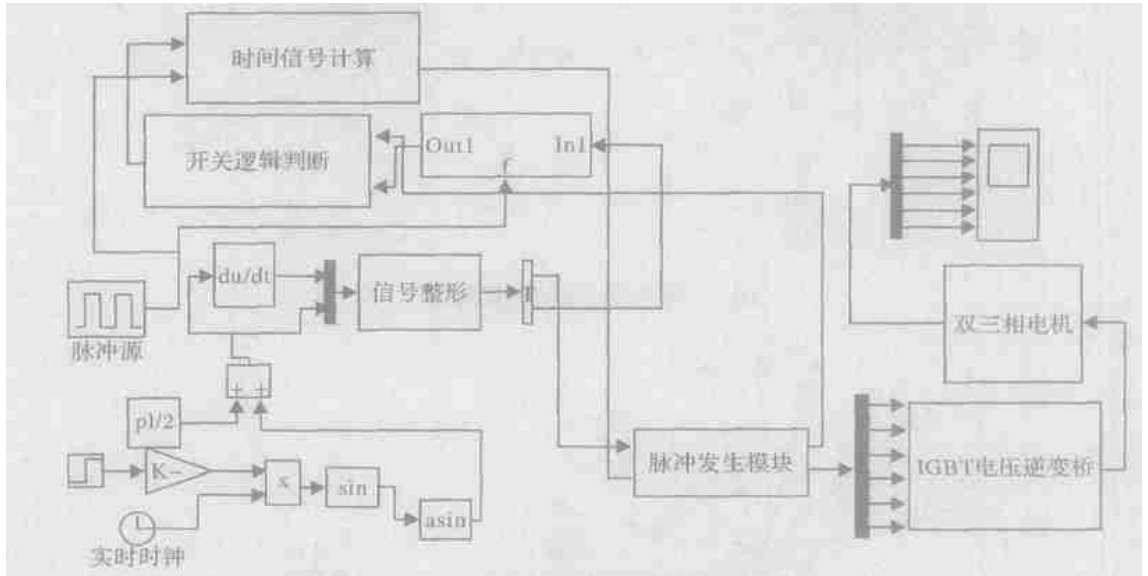 时间信号计算
开关逻辑判断
Out1
In1
f
du/dt
信号整形
脉冲源
双三相电机
+ +
p1/2
K-
x
sin
asin
实时时钟
脉冲发生模块
IGBT电压逆变桥